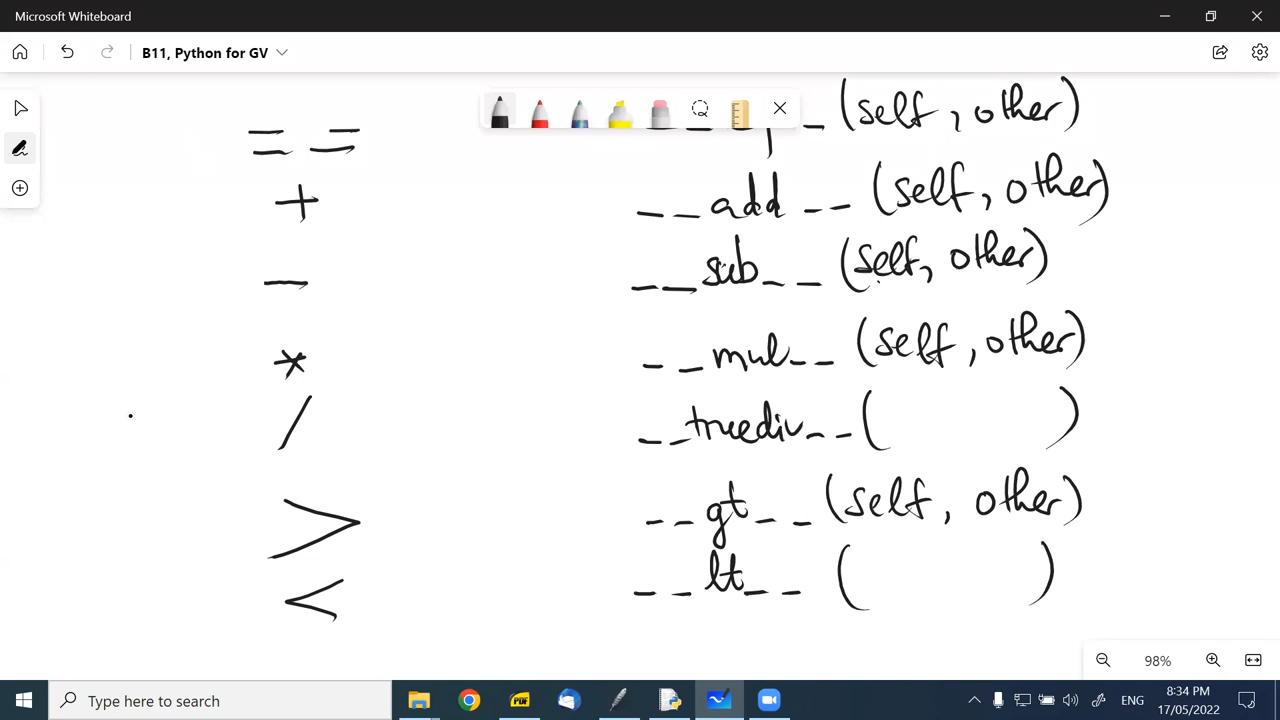 Microsoft Whiteboard
B11, Python for GV
== (self, other)
+ __add__ (self, other)
- __sub__ (self, other)
* __mul__ (self, other)
/ __truediv__ ( )
> __gt__ (self, other)
< __lt__ ( )
98%
Type here to search
PDF
ENG
8:34 PM
17/05/2022